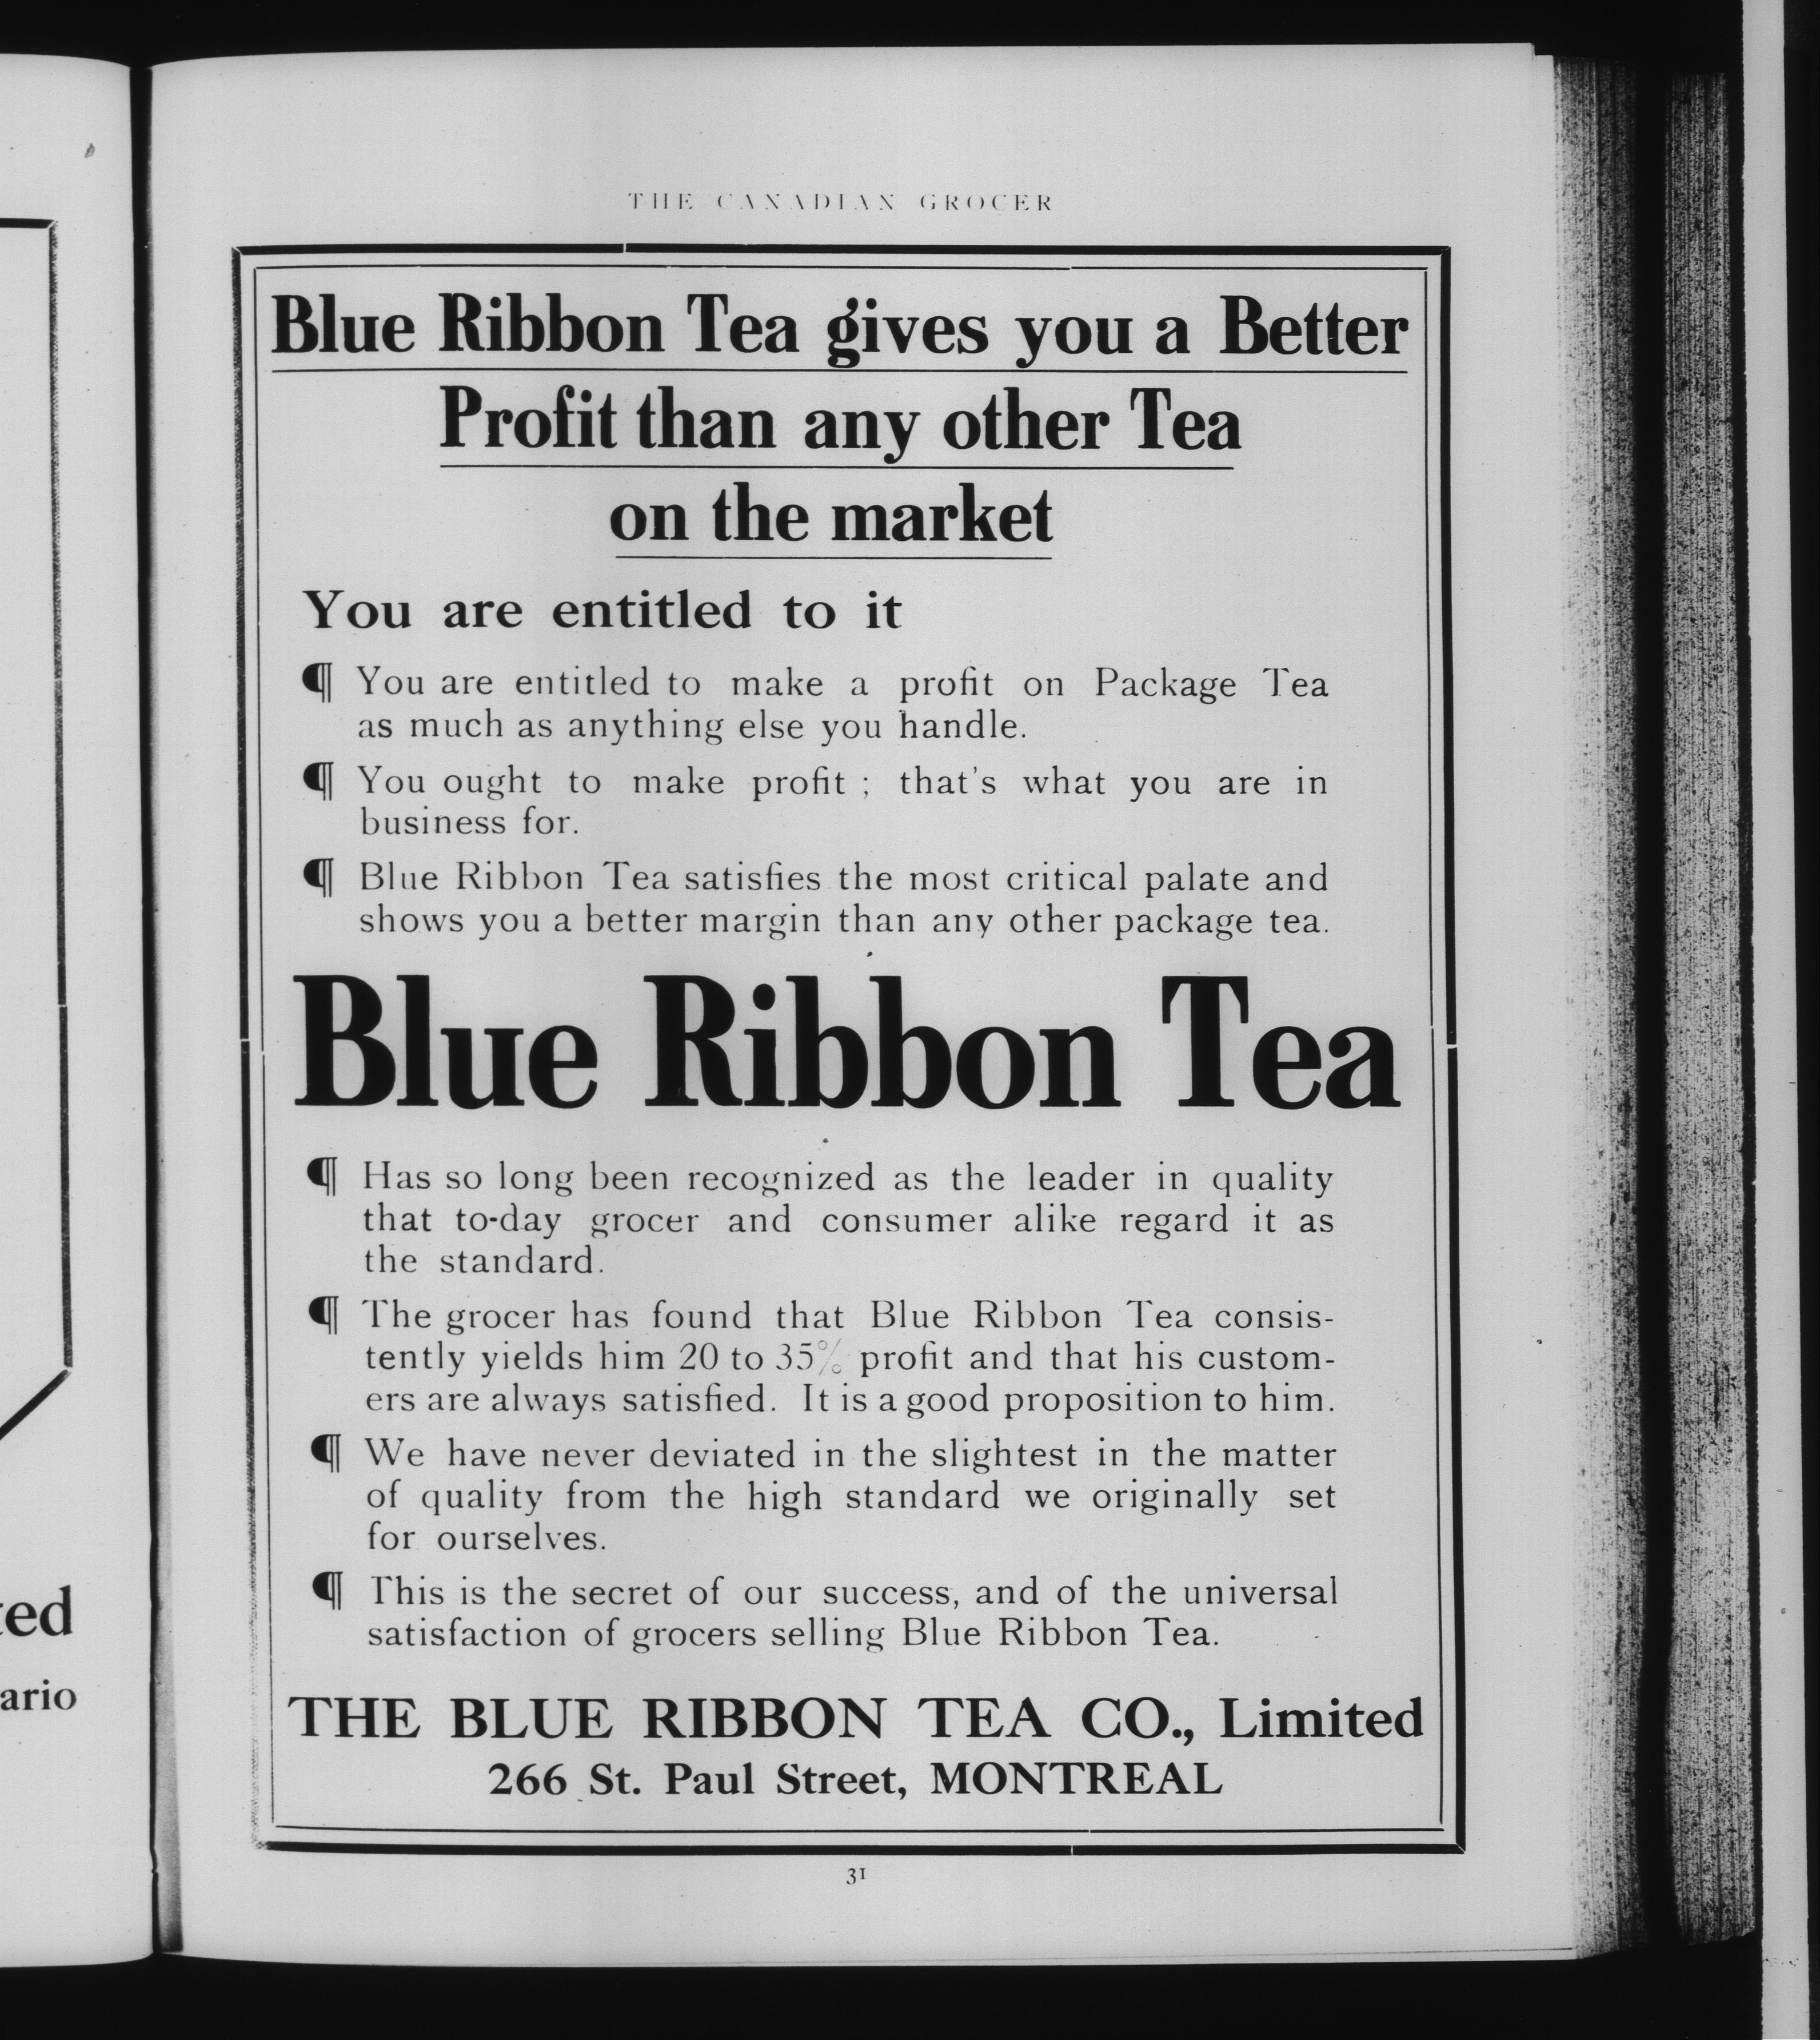 THE CANADIAN GROCER
Blue Ribbon Tea gives you a Better
Profit than any other Tea
on the market
You are entitled to it
¶ You are entitled to make a profit on Package Tea
as much as anything else you handle.
¶ You ought to make profit ; that's what you are in
business for.
¶ Blue Ribbon Tea satisfies the most critical palate and
shows you a better margin than any other package tea.
Blue Ribbon Tea
¶ Has so long been recognized as the leader in quality
that to-day grocer and consumer alike regard it as
the standard.
¶ The grocer has found that Blue Ribbon Tea consis-
tently yields him 20 to 35% profit and that his custom-
ers are always satisfied. It is a good proposition to him.
¶ We have never deviated in the slightest in the matter
of quality from the high standard we originally set
for ourselves.
¶ This is the secret of our success, and of the universal
satisfaction of grocers selling Blue Ribbon Tea.
THE BLUE RIBBON TEA CO., Limited
266 St. Paul Street, MONTREAL
31